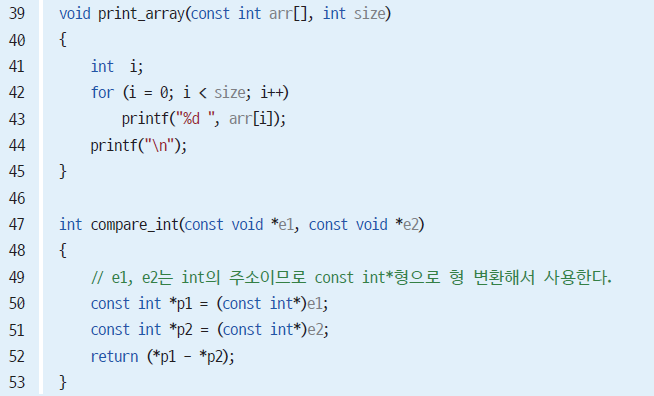 39 void print_array(const int arr[], int size)
40 {
41     int  i;
42     for (i = 0; i < size; i++)
43         printf("%d ", arr[i]);
44     printf("\n");
45 }
46
47 int compare_int(const void *e1, const void *e2)
48 {
49     // e1, e2는 int의 주소이므로 const int*형으로 형 변환해서 사용한다.
50     const int *p1 = (const int*)e1;
51     const int *p2 = (const int*)e2;
52     return (*p1 - *p2);
53 }